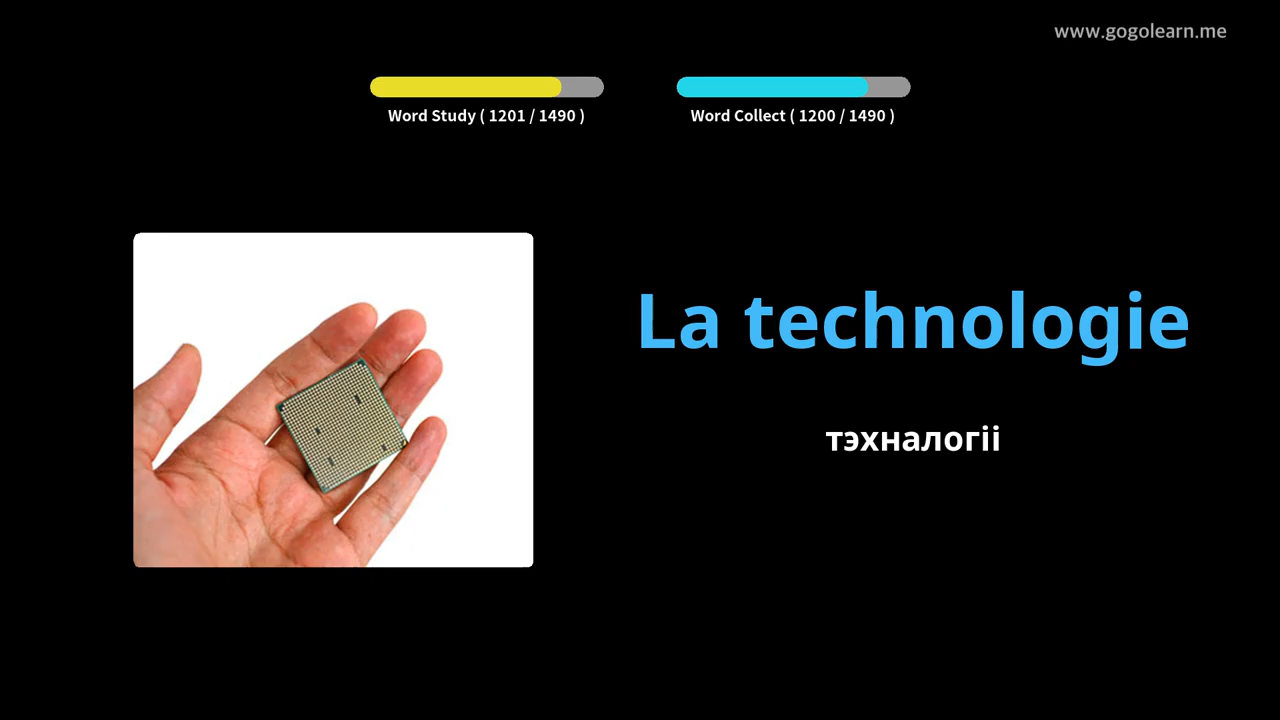 www.gogolearn.me
Word Study ( 1201 / 1490 )
Word Collect ( 1200 / 1490 )
La technologie
тэхналогіі